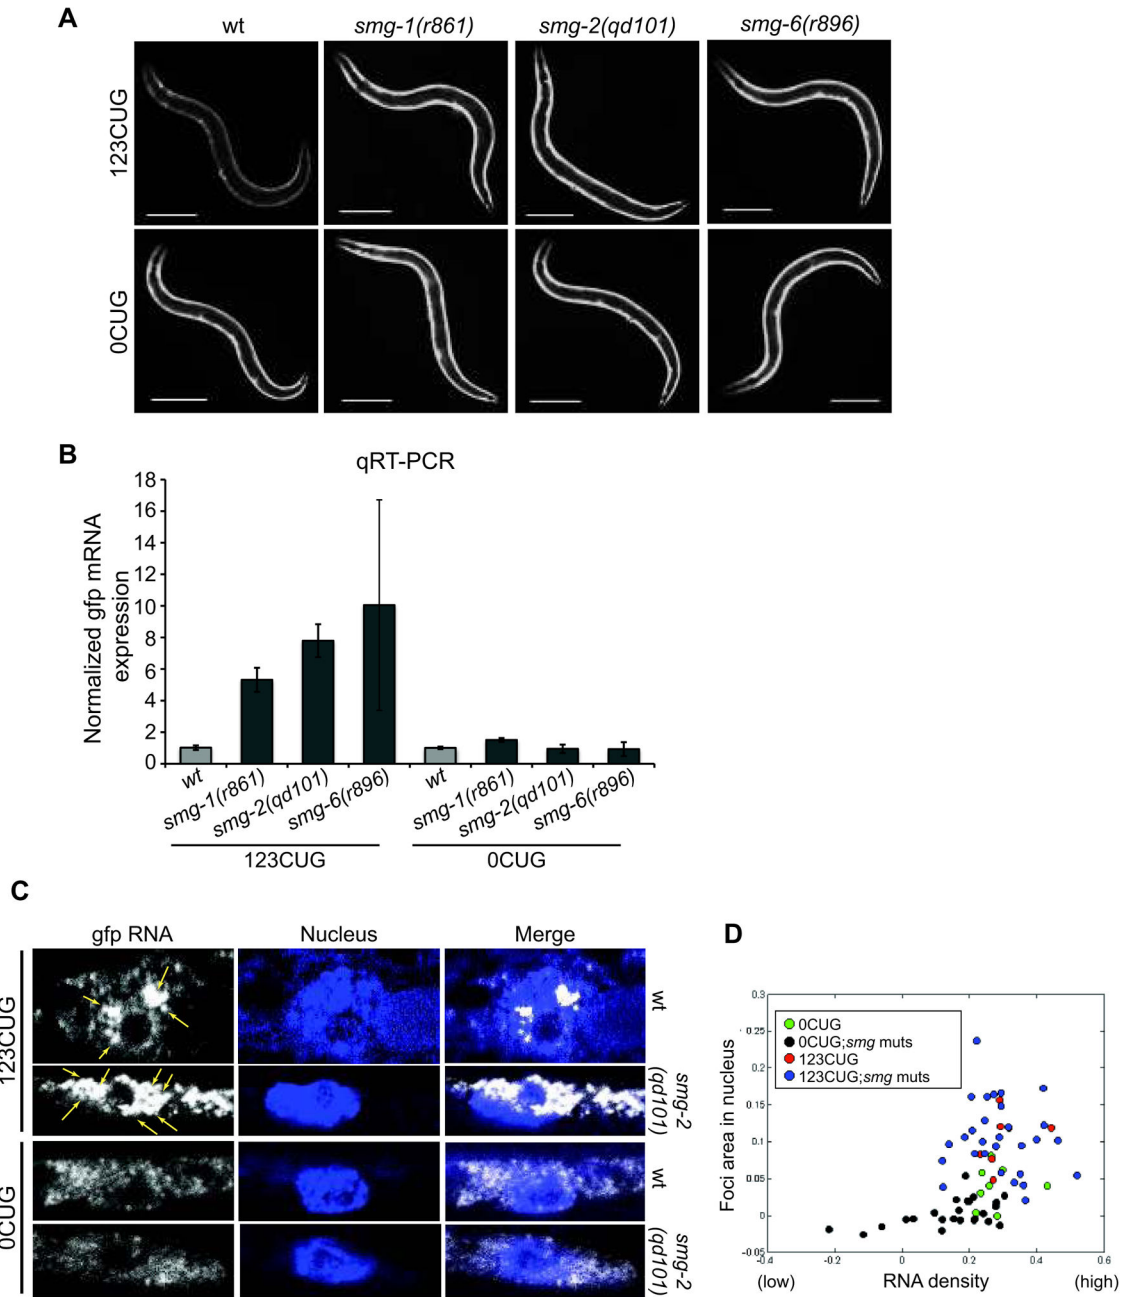 A
wt smg-1(r861) smg-2(qd101) smg-6(r896)
123CUG
0CUG
B
qRT-PCR
Normalized gfp mRNA
expression
18
16
14
12
10
8
6
4
2
0
wt smg-1(r861) smg-2(qd101) smg-6(r896) wt smg-1(r861) smg-2(qd101) smg-6(r896)
123CUG 0CUG
C
gfp RNA Nucleus Merge
123CUG
wt
smg-2
(qd101)
0CUG
wt
smg-2
(qd101)
D
0.3
0.25
0.2
0.15
0.1
0.05
0
-0.05
Foci area in nucleus
0CUG
0CUG;smg muts
123CUG
123CUG;smg muts
-0.4 -0.2 0 0.2 0.4 0.6
(low) RNA density (high)